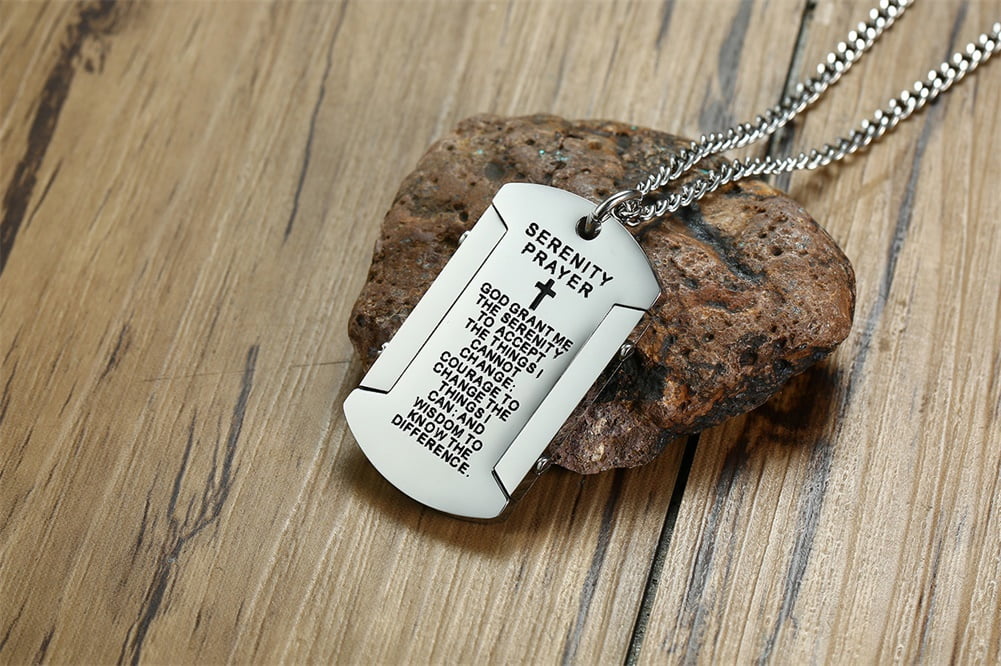 SERENITY
PRAYER
GOD GRANT ME
THE SERENITY
TO ACCEPT
THE THINGS I
CANNOT
CHANGE;
COURAGE TO
CHANGE THE
THINGS I
CAN; AND
WISDOM TO
KNOW THE
DIFFERENCE.